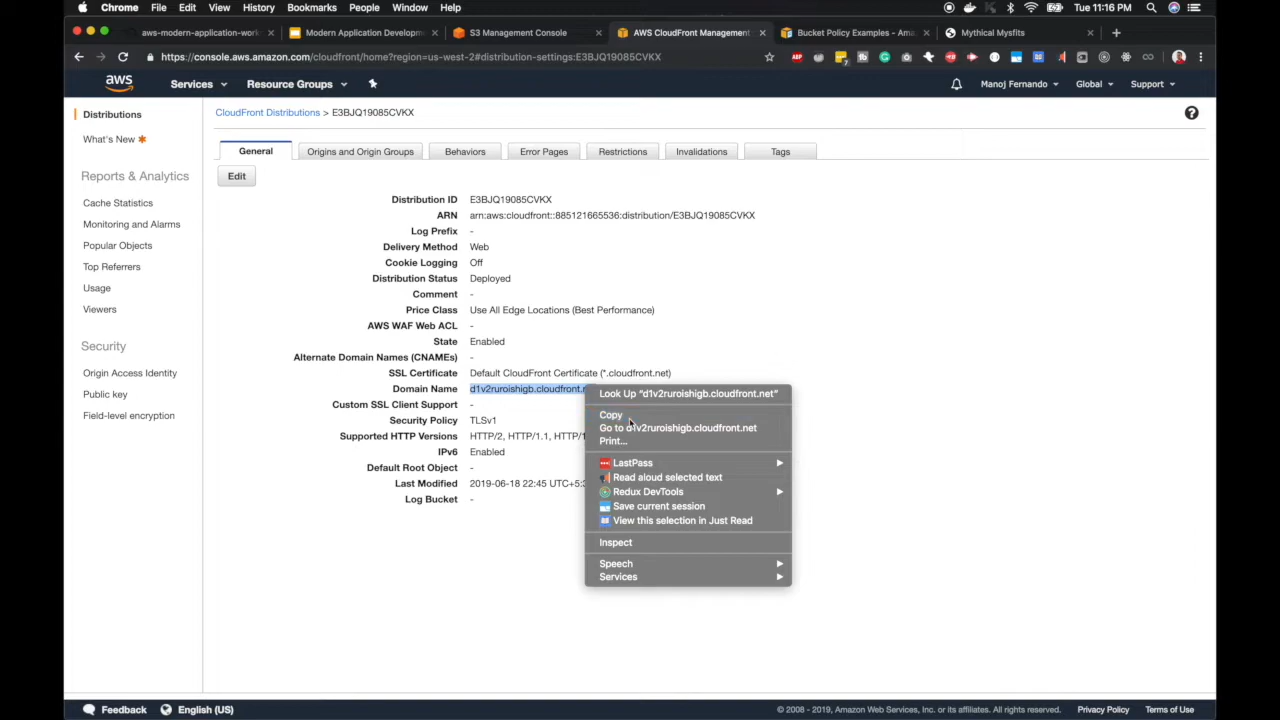 Chrome File Edit View History Bookmarks People Window Help Tue 11:16 PM
aws-modern-application-work
Modern Application Developm
S3 Management Console
AWS CloudFront Management
Bucket Policy Examples - Ama
Mythical Mysfits
https://console.aws.amazon.com/cloudfront/home?region=us-west-2#distribution-settings:E3BJQ19085CVKX
aws Services Resource Groups Manoj Fernando Global Support
Distributions
What's New
Reports & Analytics
Cache Statistics
Monitoring and Alarms
Popular Objects
Top Referrers
Usage
Viewers
Security
Origin Access Identity
Public key
Field-level encryption
CloudFront Distributions > E3BJQ19085CVKX
General Origins and Origin Groups Behaviors Error Pages Restrictions Invalidations Tags
Edit
Distribution ID E3BJQ19085CVKX
ARN arn:aws:cloudfront::885121665536:distribution/E3BJQ19085CVKX
Log Prefix -
Delivery Method Web
Cookie Logging Off
Distribution Status Deployed
Comment -
Price Class Use All Edge Locations (Best Performance)
AWS WAF Web ACL -
State Enabled
Alternate Domain Names (CNAMEs) -
SSL Certificate Default CloudFront Certificate (*.cloudfront.net)
Domain Name d1v2ruroishigb.cloudfront.n
Custom SSL Client Support -
Security Policy TLSv1
Supported HTTP Versions HTTP/2, HTTP/1.1, HTTP/1
IPv6 Enabled
Default Root Object -
Last Modified 2019-06-18 22:45 UTC+5:3
Log Bucket -
Look Up "d1v2ruroishigb.cloudfront.net"
Copy
Go to d1v2ruroishigb.cloudfront.net
Print...
LastPass
Read aloud selected text
Redux DevTools
Save current session
View this selection in Just Read
Inspect
Speech
Services
Feedback English (US) © 2008 - 2019, Amazon Web Services, Inc. or its affiliates. All rights reserved. Privacy Policy Terms of Use